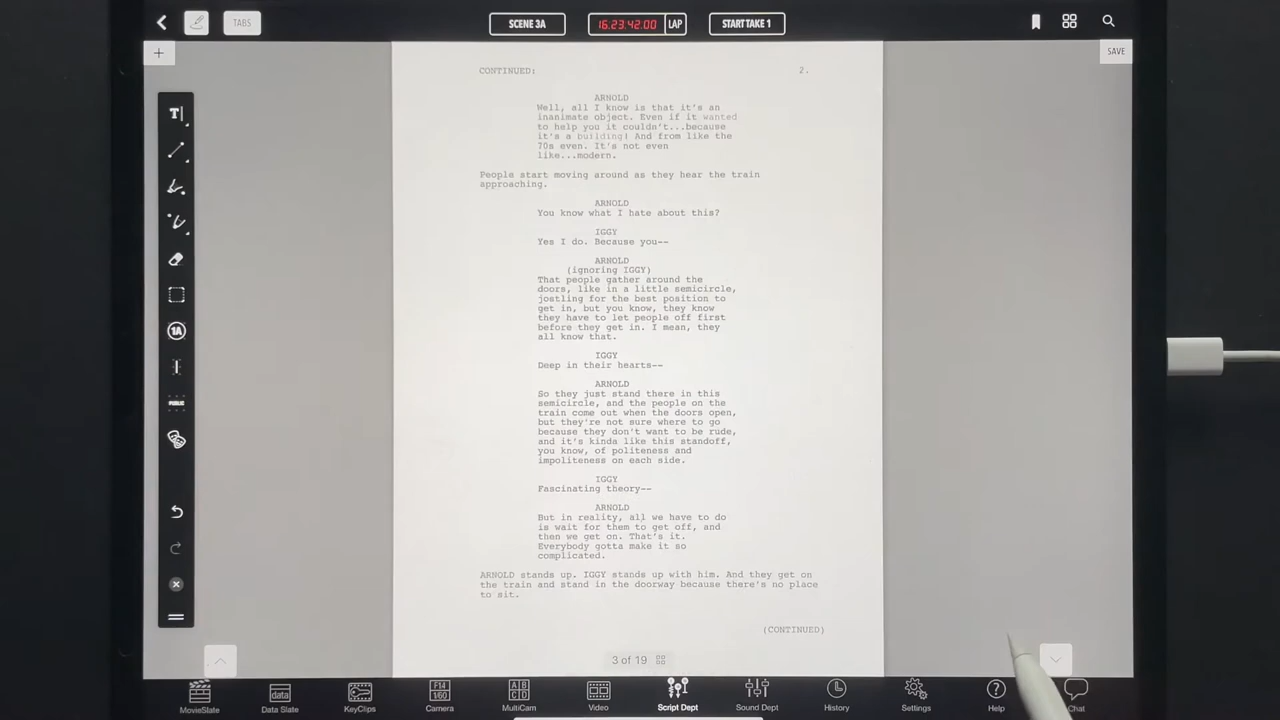 TABS
SCENE 3A
16.23.42.00
LAP
START TAKE 1
SAVE
CONTINUED:
2.
ARNOLD
Well, all I know is that it's an
inanimate object. Even if it wanted
to help you it couldn't...because
it's a building! And from like the
70s even. It's not even
like...modern.
People start moving around as they hear the train
approaching.
ARNOLD
You know what I hate about this?
IGGY
Yes I do. Because you--
ARNOLD
(ignoring IGGY)
That people gather around the
doors, like in a little semicircle,
jostling for the best position to
get in, but you know, they know
they have to let people off first
before they get in. I mean, they
all know that.
IGGY
Deep in their hearts--
ARNOLD
So they just stand there in this
semicircle, and the people on the
train come out when the doors open,
but they're not sure where to go
because they don't want to be rude,
and it's kinda like this standoff,
you know, of politeness and
impoliteness on each side.
IGGY
Fascinating theory--
ARNOLD
But in reality, all we have to do
is wait for them to get off, and
then we get on. That's it.
Everybody gotta make it so
complicated.
ARNOLD stands up. IGGY stands up with him. And they get on
the train and stand in the doorway because there's no place
to sit.
(CONTINUED)
3 of 19
T
1A
PUBLIC
MovieSlate
data
Data Slate
KeyClips
F14
1/60
Camera
A B
C D
MultiCam
Video
Script Dept
Sound Dept
History
Settings
Help
Chat